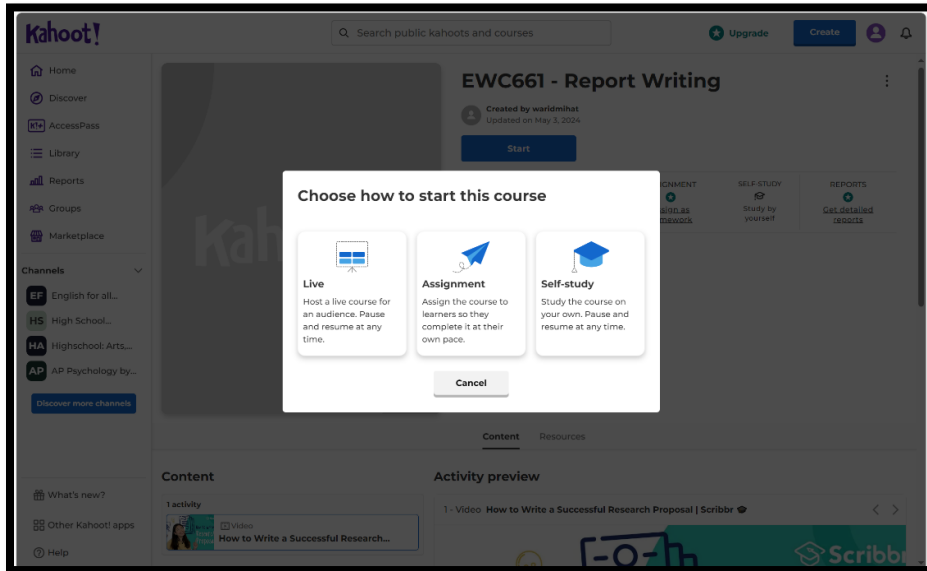 Kahoot!
Search public kahoots and courses
Upgrade
Create
Home
Discover
AccessPass
Library
Reports
Groups
Marketplace
Channels
EF English for all...
HS High School...
HA Highschool: Arts,...
AP AP Psychology by...
Discover more channels
What's new?
Other Kahoot! apps
Help
EWC661 - Report Writing
Created by waridmihat
Updated on May 3, 2024
Start
SELF-STUDY
Study by
yourself
REPORTS
Get detailed
reports
Choose how to start this course
Live
Host a live course for
an audience. Pause
and resume at any
time.
Assignment
Assign the course to
learners so they
complete it at their
own pace.
Self-study
Study the course on
your own. Pause and
resume at any time.
Cancel
Content
Resources
Content
1 activity
Video
How to Write a Successful Research...
Activity preview
1 - Video How to Write a Successful Research Proposal | Scribbr
Scribbr